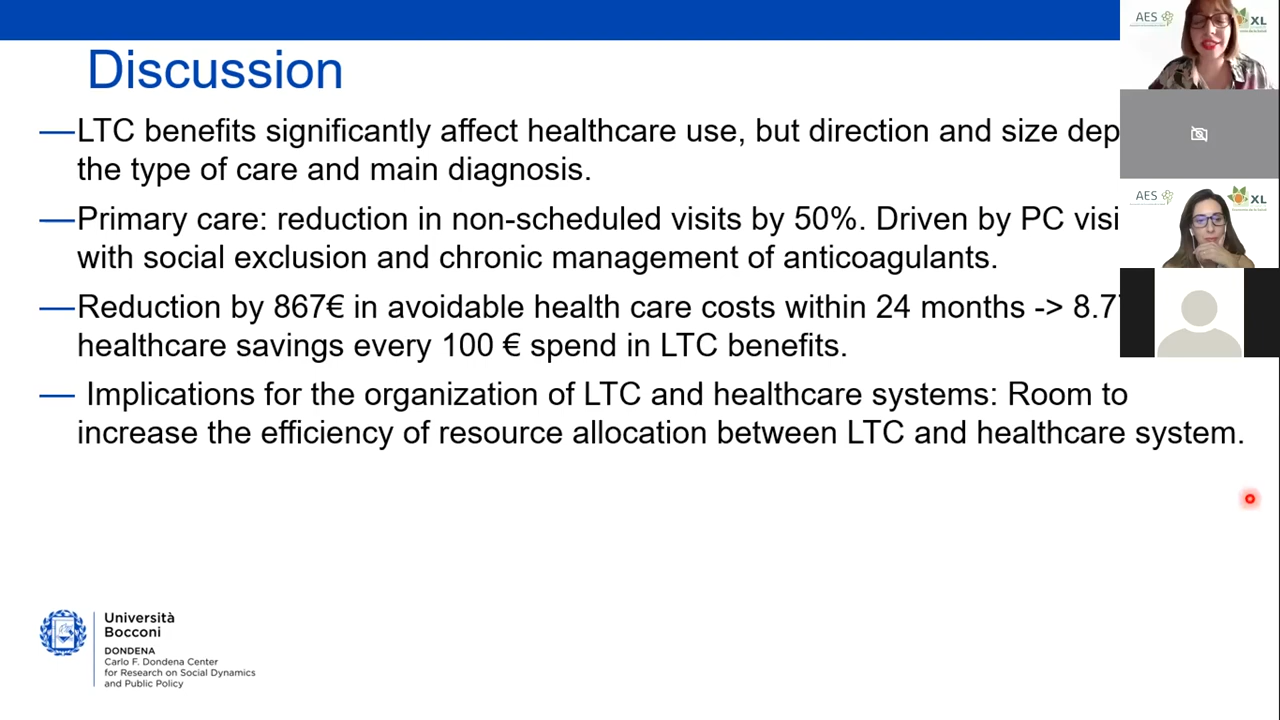 Discussion
— LTC benefits significantly affect healthcare use, but direction and size
the type of care and main diagnosis.
— Primary care: reduction in non-scheduled visits by 50%. Driven by PC
with social exclusion and chronic management of anticoagulants.
— Reduction by 867€ in avoidable health care costs within 24 months ->
healthcare savings every 100 € spend in LTC benefits.
— Implications for the organization of LTC and healthcare systems: Room to
increase the efficiency of resource allocation between LTC and healthcare system.
Università
Bocconi
DONDENA
Carlo F. Dondena Center
for Research on Social Dynamics
and Public Policy
AES
XL
AES
XL